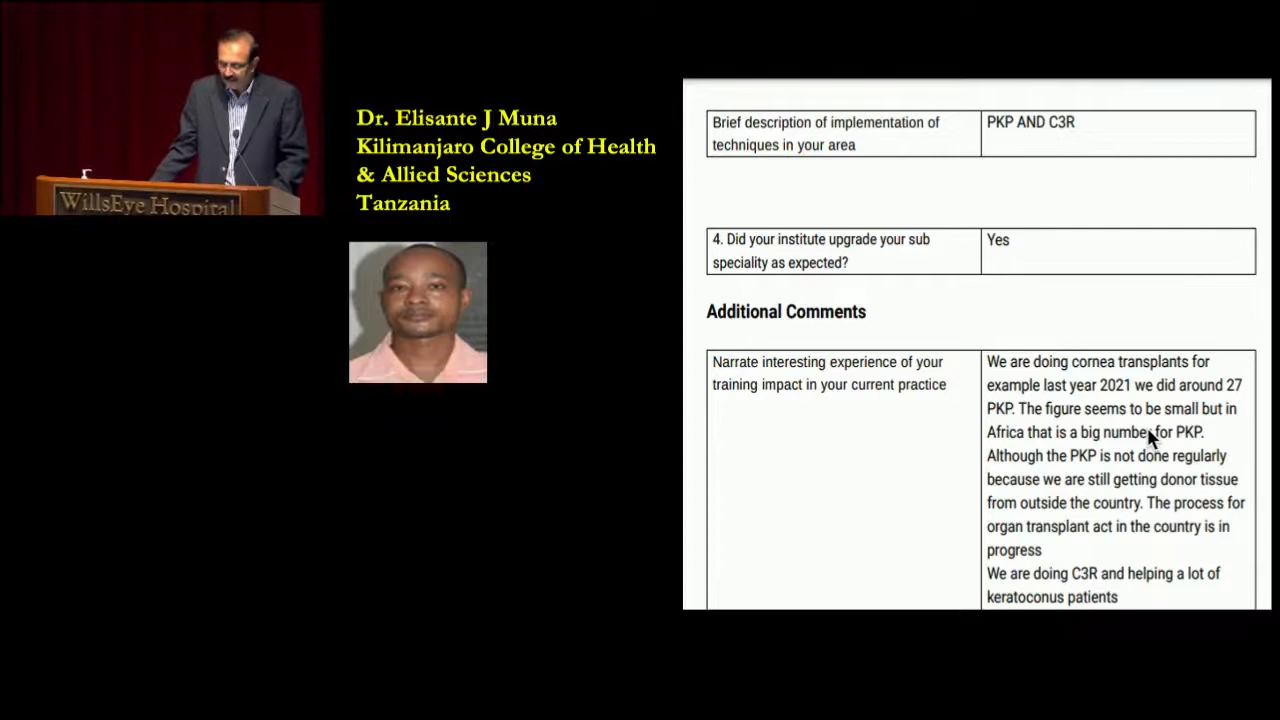 WillsEye Hospital
Dr. Elisante J Muna
Kilimanjaro College of Health
& Allied Sciences
Tanzania
Brief description of implementation of
techniques in your area
PKP AND C3R
4. Did your institute upgrade your sub
speciality as expected?
Yes
Additional Comments
Narrate interesting experience of your
training impact in your current practice
We are doing cornea transplants for
example last year 2021 we did around 27
PKP. The figure seems to be small but in
Africa that is a big number for PKP.
Although the PKP is not done regularly
because we are still getting donor tissue
from outside the country. The process for
organ transplant act in the country is in
progress
We are doing C3R and helping a lot of
keratoconus patients